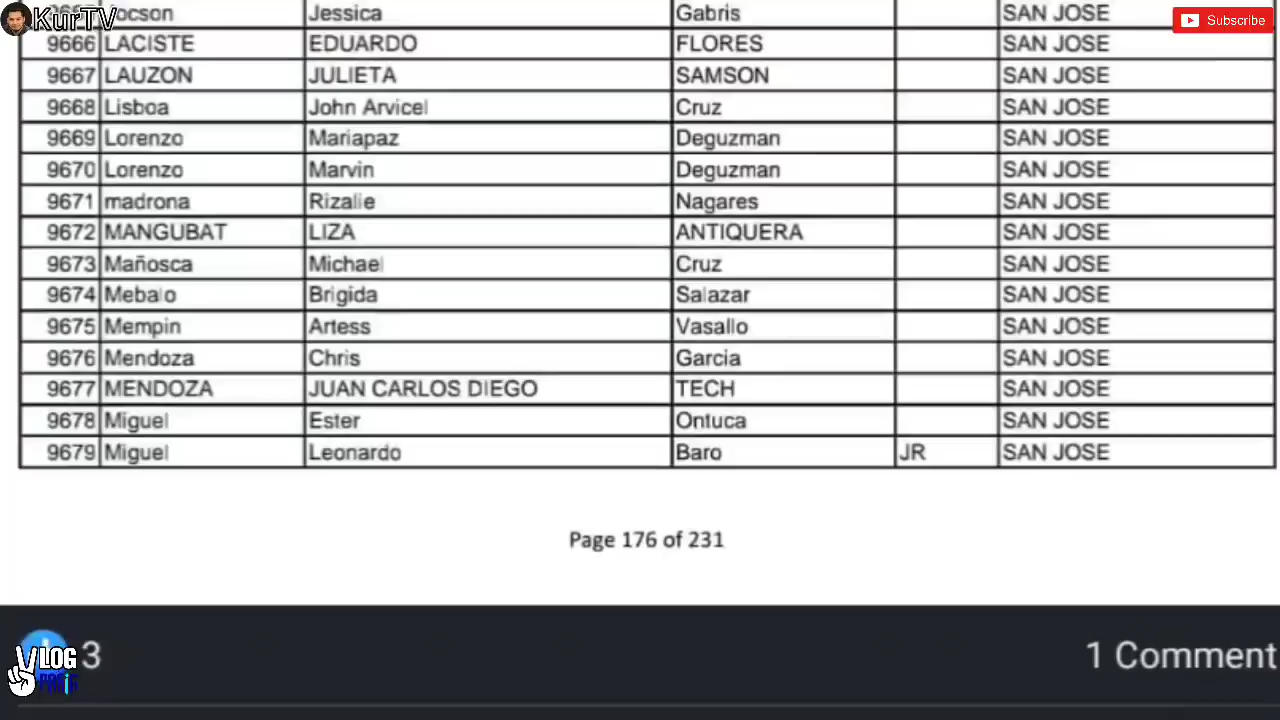 KurTV
Subscribe
Jessica Gabris SAN JOSE
9666 LACISTE EDUARDO FLORES SAN JOSE
9667 LAUZON JULIETA SAMSON SAN JOSE
9668 Lisboa John Arvicel Cruz SAN JOSE
9669 Lorenzo Mariapaz Deguzman SAN JOSE
9670 Lorenzo Marvin Deguzman SAN JOSE
9671 madrona Rizalie Nagares SAN JOSE
9672 MANGUBAT LIZA ANTIQUERA SAN JOSE
9673 Mañosca Michael Cruz SAN JOSE
9674 Mebalo Brigida Salazar SAN JOSE
9675 Mempin Artess Vasallo SAN JOSE
9676 Mendoza Chris Garcia SAN JOSE
9677 MENDOZA JUAN CARLOS DIEGO TECH SAN JOSE
9678 Miguel Ester Ontuca SAN JOSE
9679 Miguel Leonardo Baro JR SAN JOSE
Page 176 of 231
3
1 Comment
VLOG